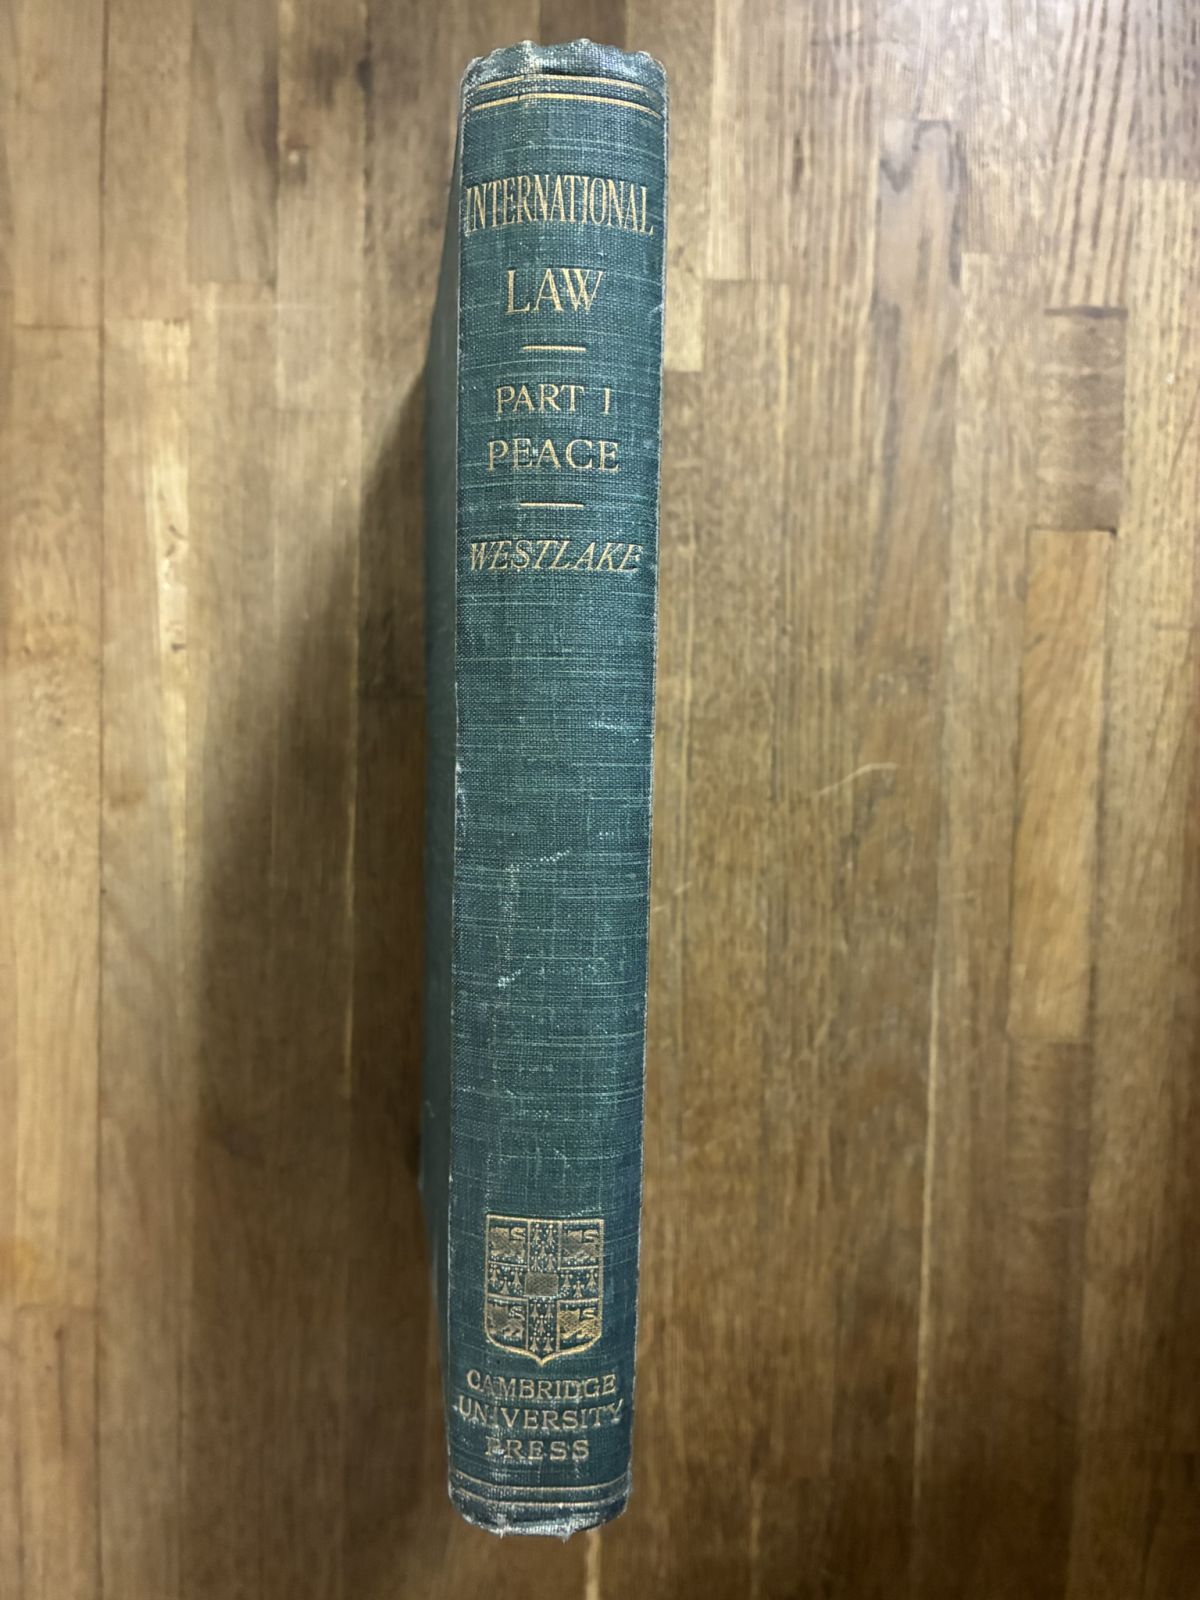 INTERNATIONAL
LAW
PART I
PEACE
WESTLAKE
CAMBRIDGE
UNIVERSITY
PRESS